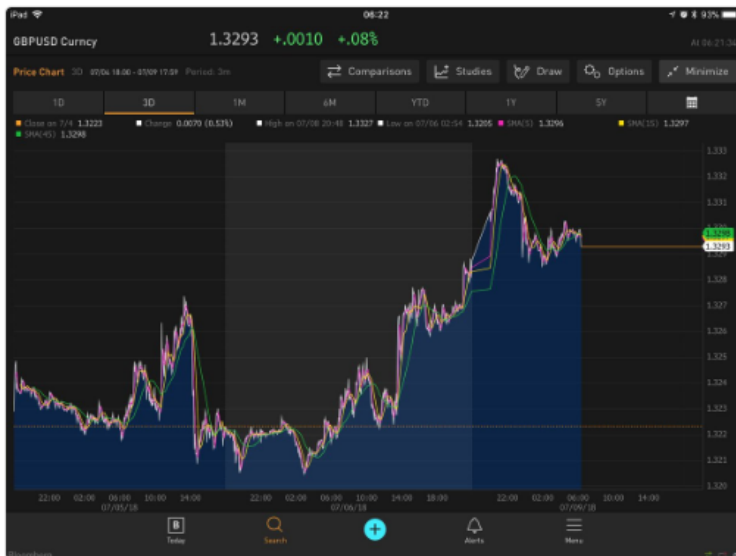 iPad 06:22 93%
GBPUSD Curncy 1.3293 +.0010 +.08% At 06:21:34
Price Chart 3D 07/04 18:00 - 07/09 17:59 Period: 3m Comparisons Studies Draw Options Minimize
1D 3D 1M 6M YTD 1Y 5Y
Close on 7/4 1.3223 Change 0.0070 (0.53%) High on 07/08 20:48 1.3327 Low on 07/06 02:54 1.3205 SMA(5) 1.3296 SMA(15) 1.3297
SMA(45) 1.3298
1.333
1.332
1.331
1.3298
1.3293
1.328
1.327
1.326
1.325
1.324
1.323
1.322
1.321
1.320
22:00 02:00 06:00 10:00 14:00 22:00 02:00 06:00 10:00 14:00 18:00 22:00 02:00 06:00 10:00 14:00
07/05/18 07/06/18 07/09/18
B
Today Search Alerts Menu
Bloomberg